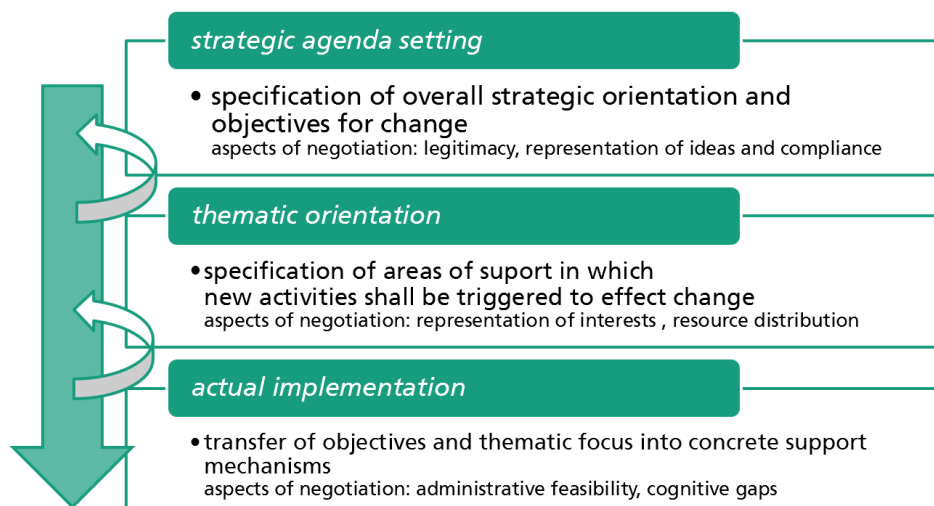 strategic agenda setting
• specification of overall strategic orientation and
objectives for change
aspects of negotiation: legitimacy, representation of ideas and compliance
thematic orientation
• specification of areas of suport in which
new activities shall be triggered to effect change
aspects of negotiation: representation of interests , resource distribution
actual implementation
• transfer of objectives and thematic focus into concrete support
mechanisms
aspects of negotiation: administrative feasibility, cognitive gaps